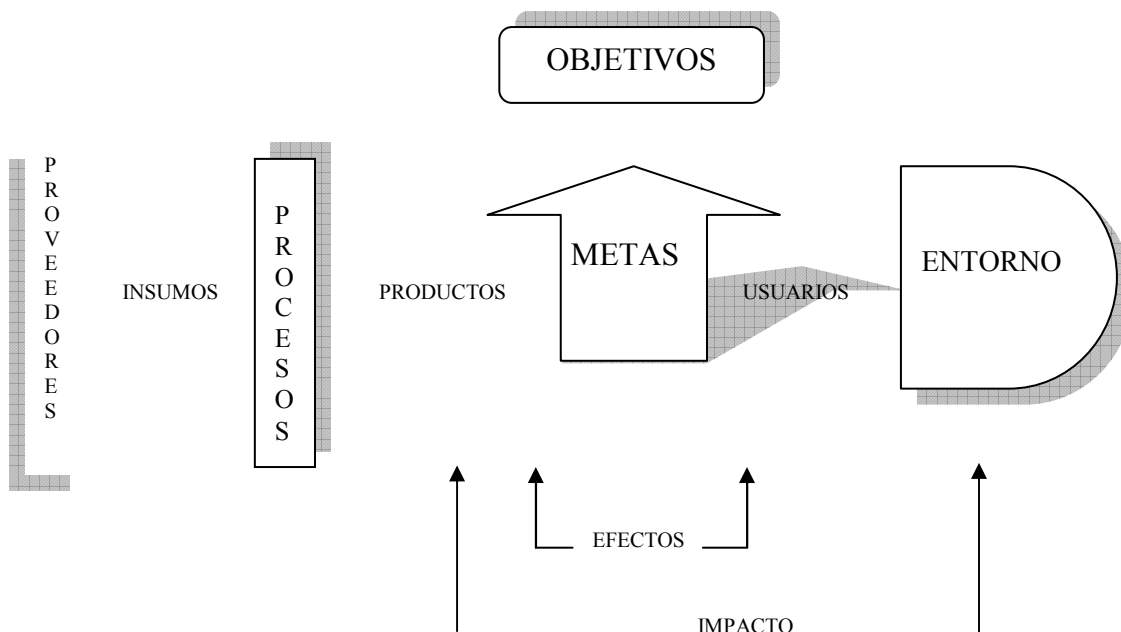 OBJETIVOS
PROVEEDORES
INSUMOS
PROCESOS
PRODUCTOS
METAS
USUARIOS
ENTORNO
EFECTOS
IMPACTO